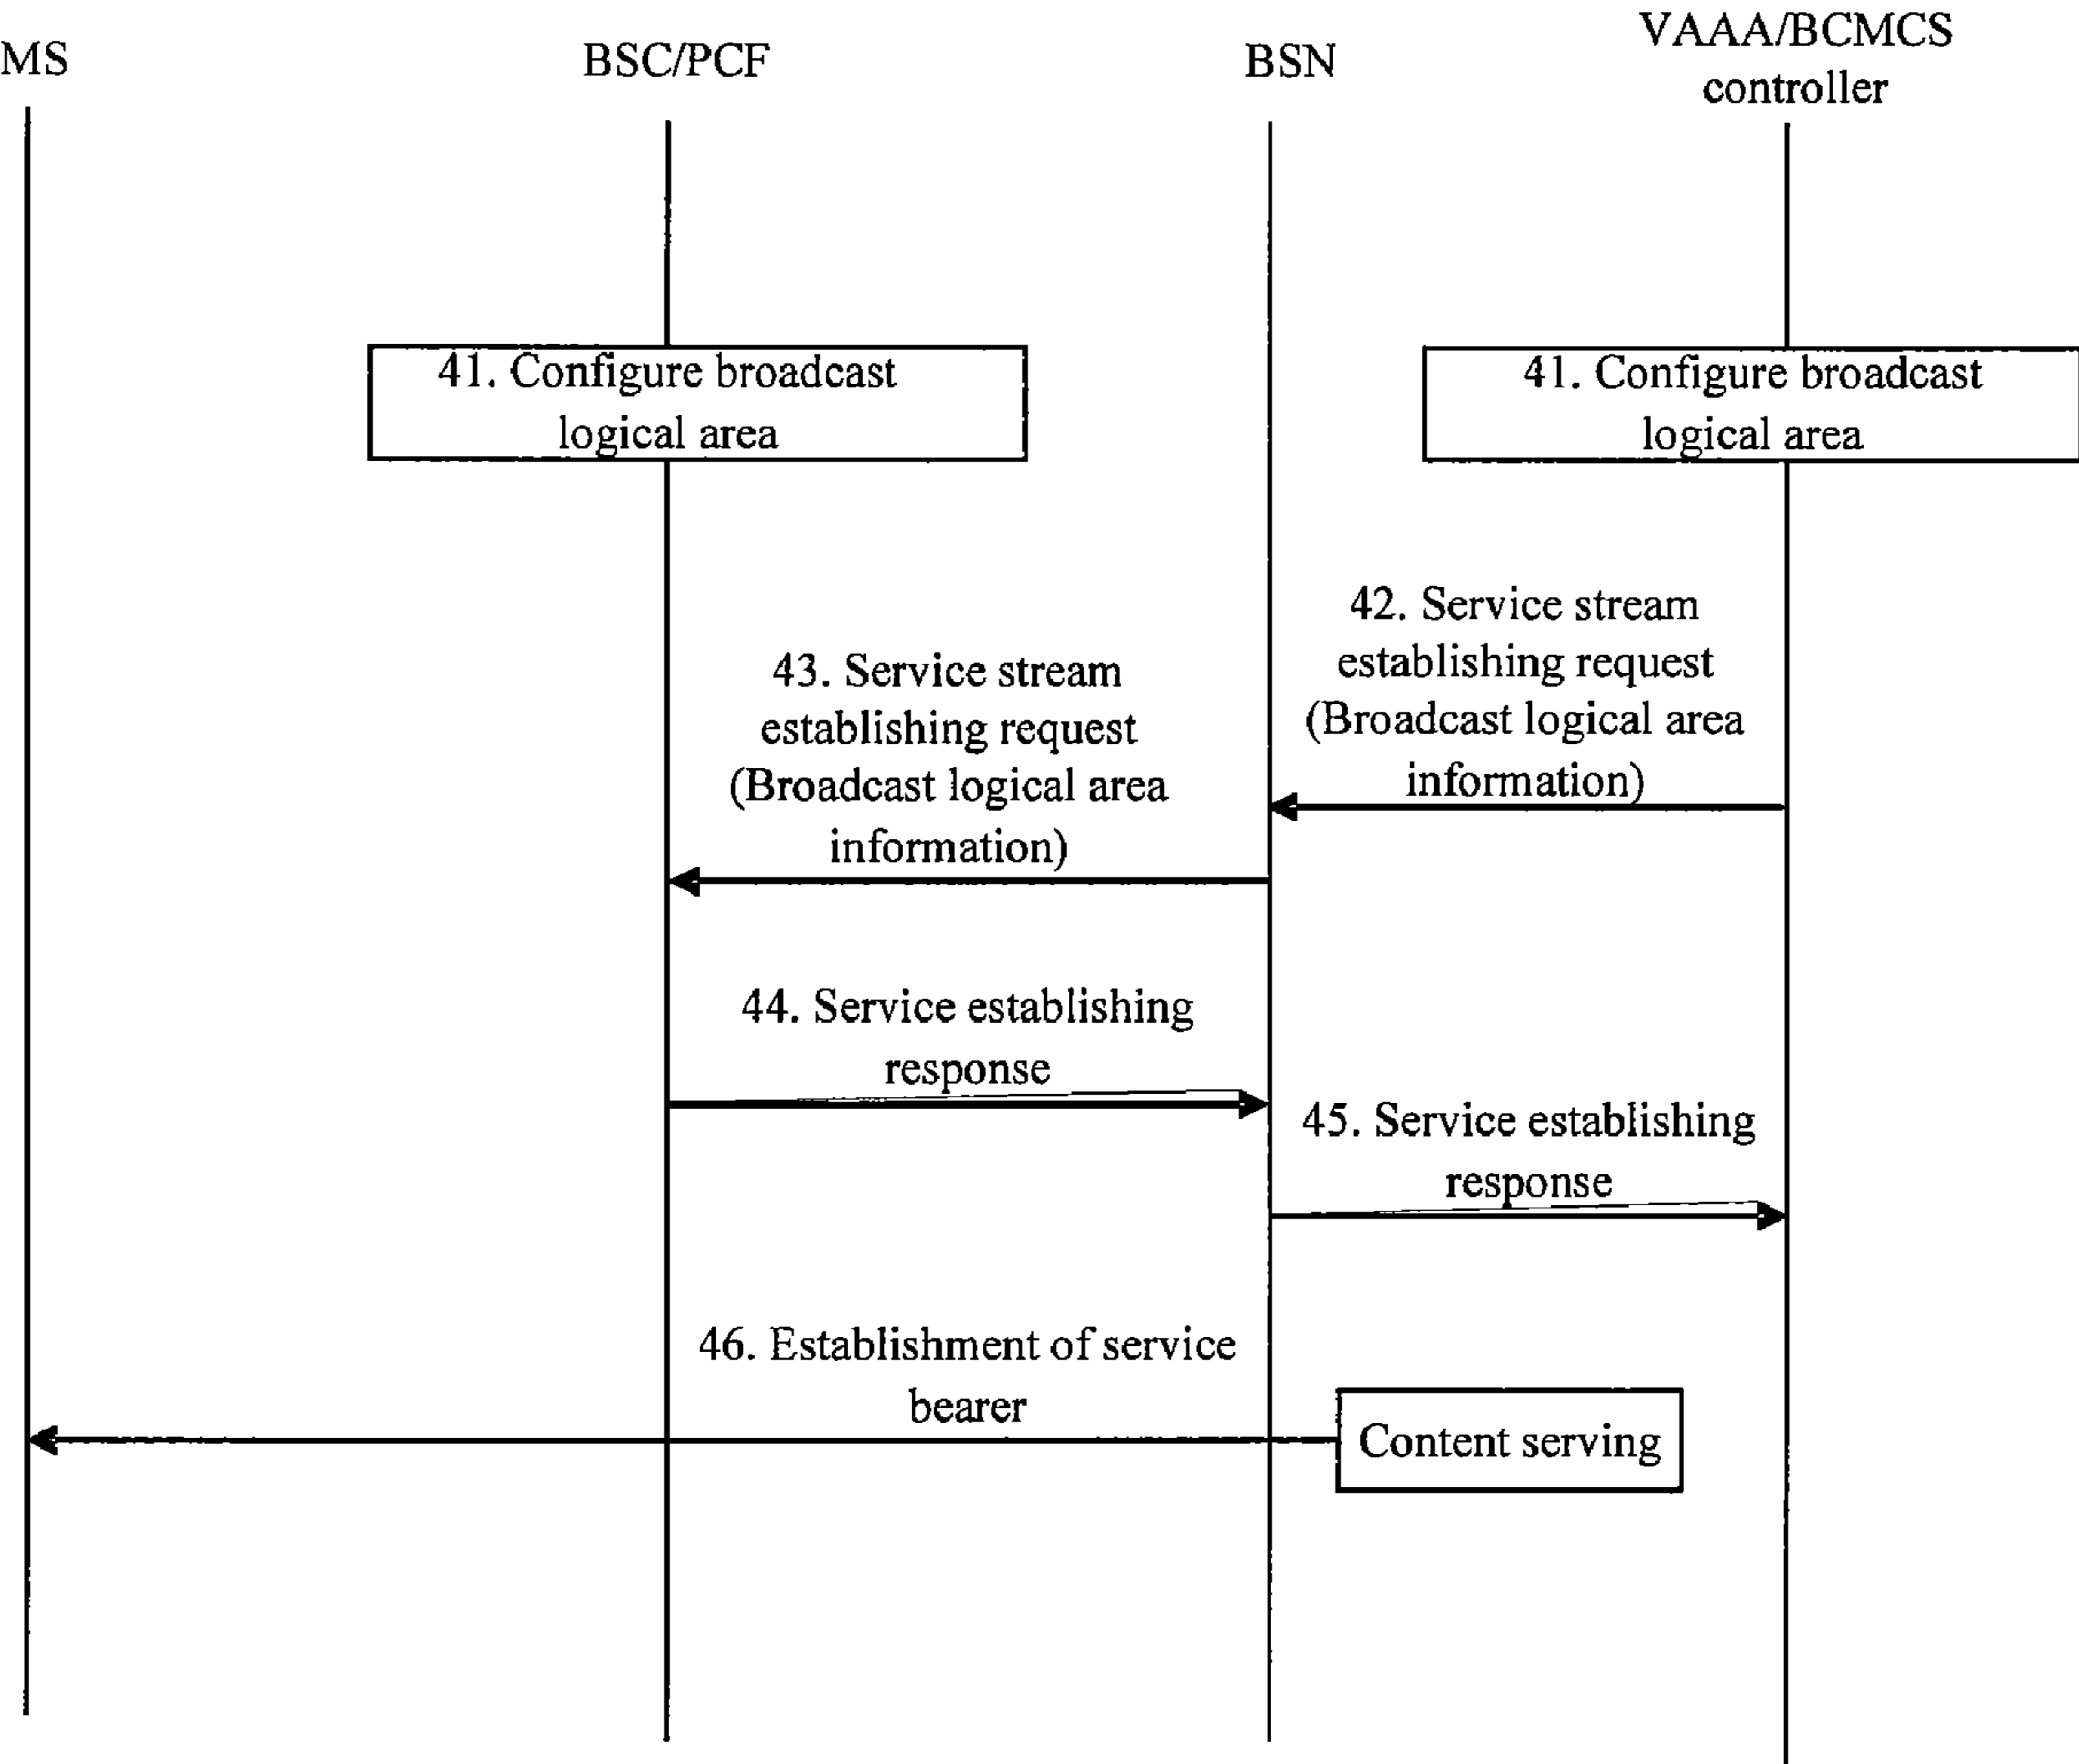 MS
BSC/PCF
BSN
VAAA/BCMCS
controller
41. Configure broadcast
logical area
41. Configure broadcast
logical area
42. Service stream
establishing request
(Broadcast logical area
information)
43. Service stream
establishing request
(Broadcast logical area
information)
44. Service establishing
response
45. Service establishing
response
46. Establishment of service
bearer
Content serving